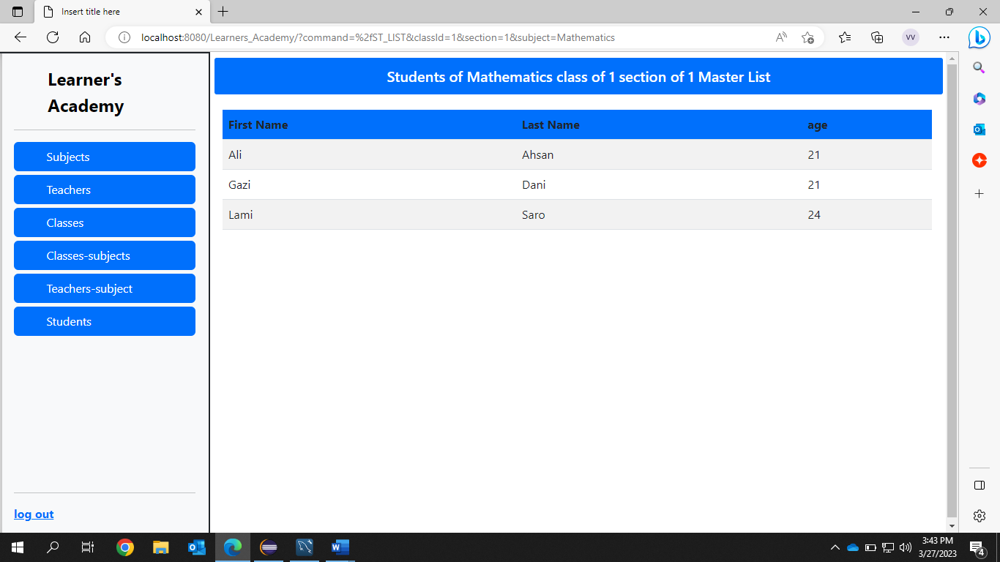 Insert title here
localhost:8080/Learners_Academy/?command=%2fST_LIST&classId=1&section=1&subject=Mathematics
VV
Learner's
Academy
Subjects
Teachers
Classes
Classes-subjects
Teachers-subject
Students
log out
Students of Mathematics class of 1 section of 1 Master List
First Name Last Name age
Ali Ahsan 21
Gazi Dani 21
Lami Saro 24
3:43 PM
3/27/2023
4